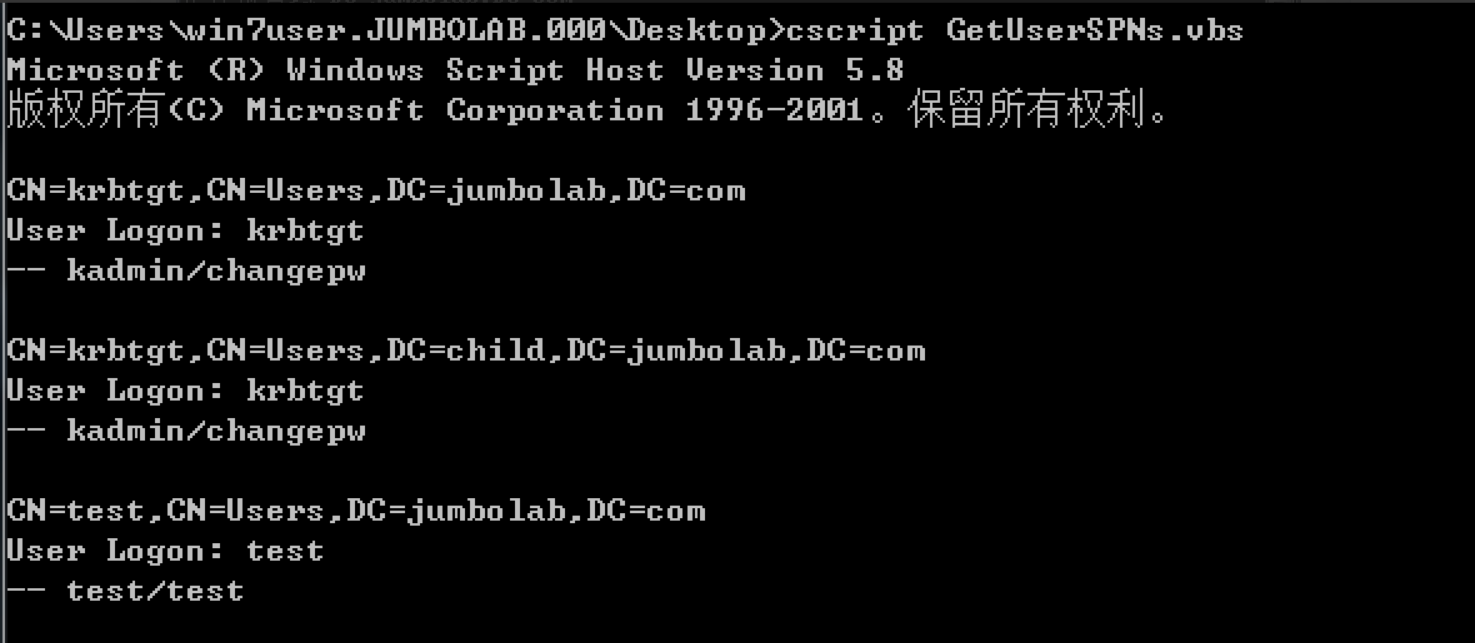 C:\Users\win7user.JUMBOLAB.000\Desktop>cscript GetUserSPNs.vbs
Microsoft (R) Windows Script Host Version 5.8
版权所有(C) Microsoft Corporation 1996-2001。保留所有权利。
CN=krbtgt,CN=Users,DC=jumbolab,DC=com
User Logon: krbtgt
-- kadmin/changepw
CN=krbtgt,CN=Users,DC=child,DC=jumbolab,DC=com
User Logon: krbtgt
-- kadmin/changepw
CN=test,CN=Users,DC=jumbolab,DC=com
User Logon: test
-- test/test